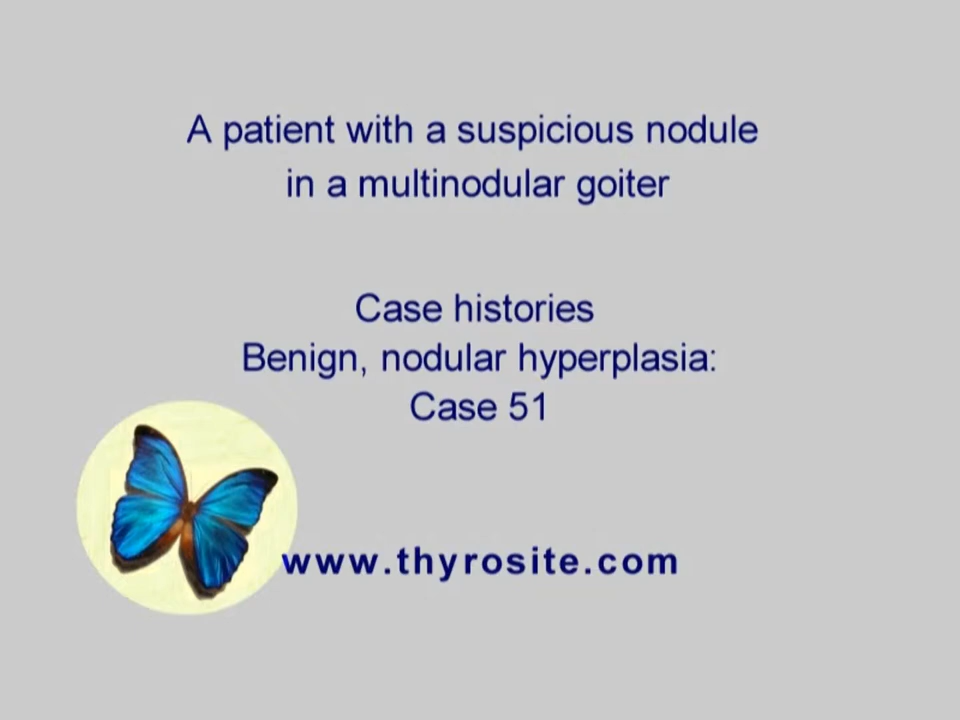 A patient with a suspicious nodule
in a multinodular goiter
Case histories
Benign, nodular hyperplasia:
Case 51
www.thyrosite.com